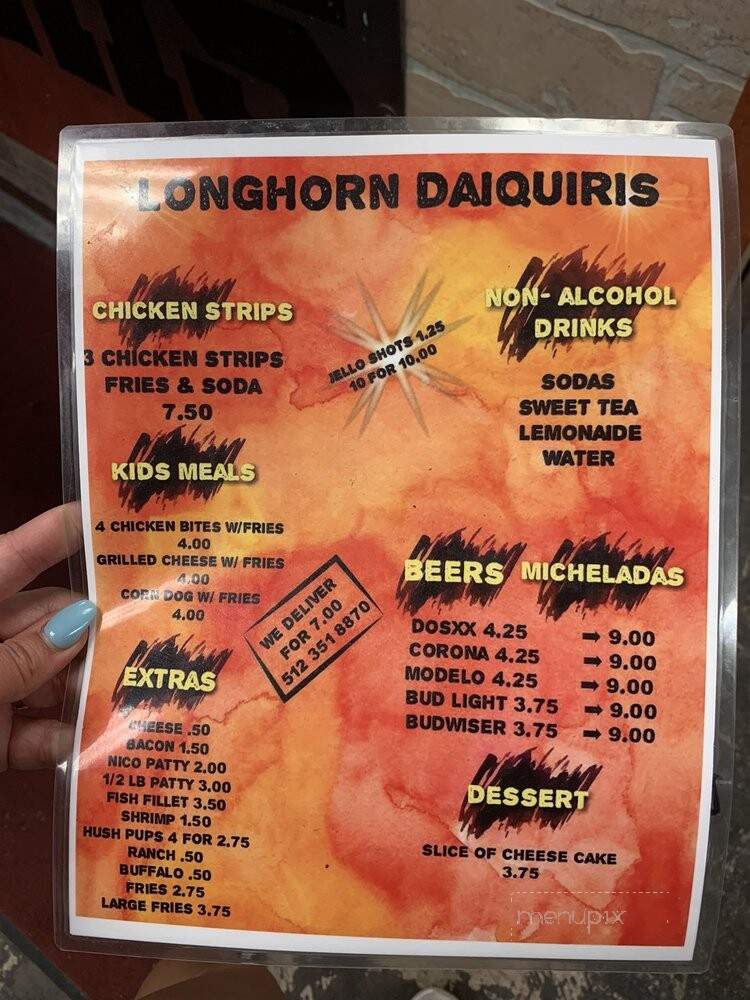 LONGHORN DAIQUIRIS
CHICKEN STRIPS
3 CHICKEN STRIPS
FRIES & SODA
7.50
KIDS MEALS
4 CHICKEN BITES W/FRIES
4.00
GRILLED CHEESE W/ FRIES
4.00
CORN DOG W/ FRIES
4.00
EXTRAS
CHEESE .50
BACON 1.50
NICO PATTY 2.00
1/2 LB PATTY 3.00
FISH FILLET 3.50
SHRIMP 1.50
HUSH PUPS 4 FOR 2.75
RANCH .50
BUFFALO .50
FRIES 2.75
LARGE FRIES 3.75
JELLO SHOTS 1.25
10 FOR 10.00
WE DELIVER
FOR 7.00
512 351 8870
NON- ALCOHOL
DRINKS
SODAS
SWEET TEA
LEMONAIDE
WATER
BEERS MICHELADAS
DOSXX 4.25 ➡ 9.00
CORONA 4.25 ➡ 9.00
MODELO 4.25 ➡ 9.00
BUD LIGHT 3.75 ➡ 9.00
BUDWISER 3.75 ➡ 9.00
DESSERT
SLICE OF CHEESE CAKE
3.75
menupix